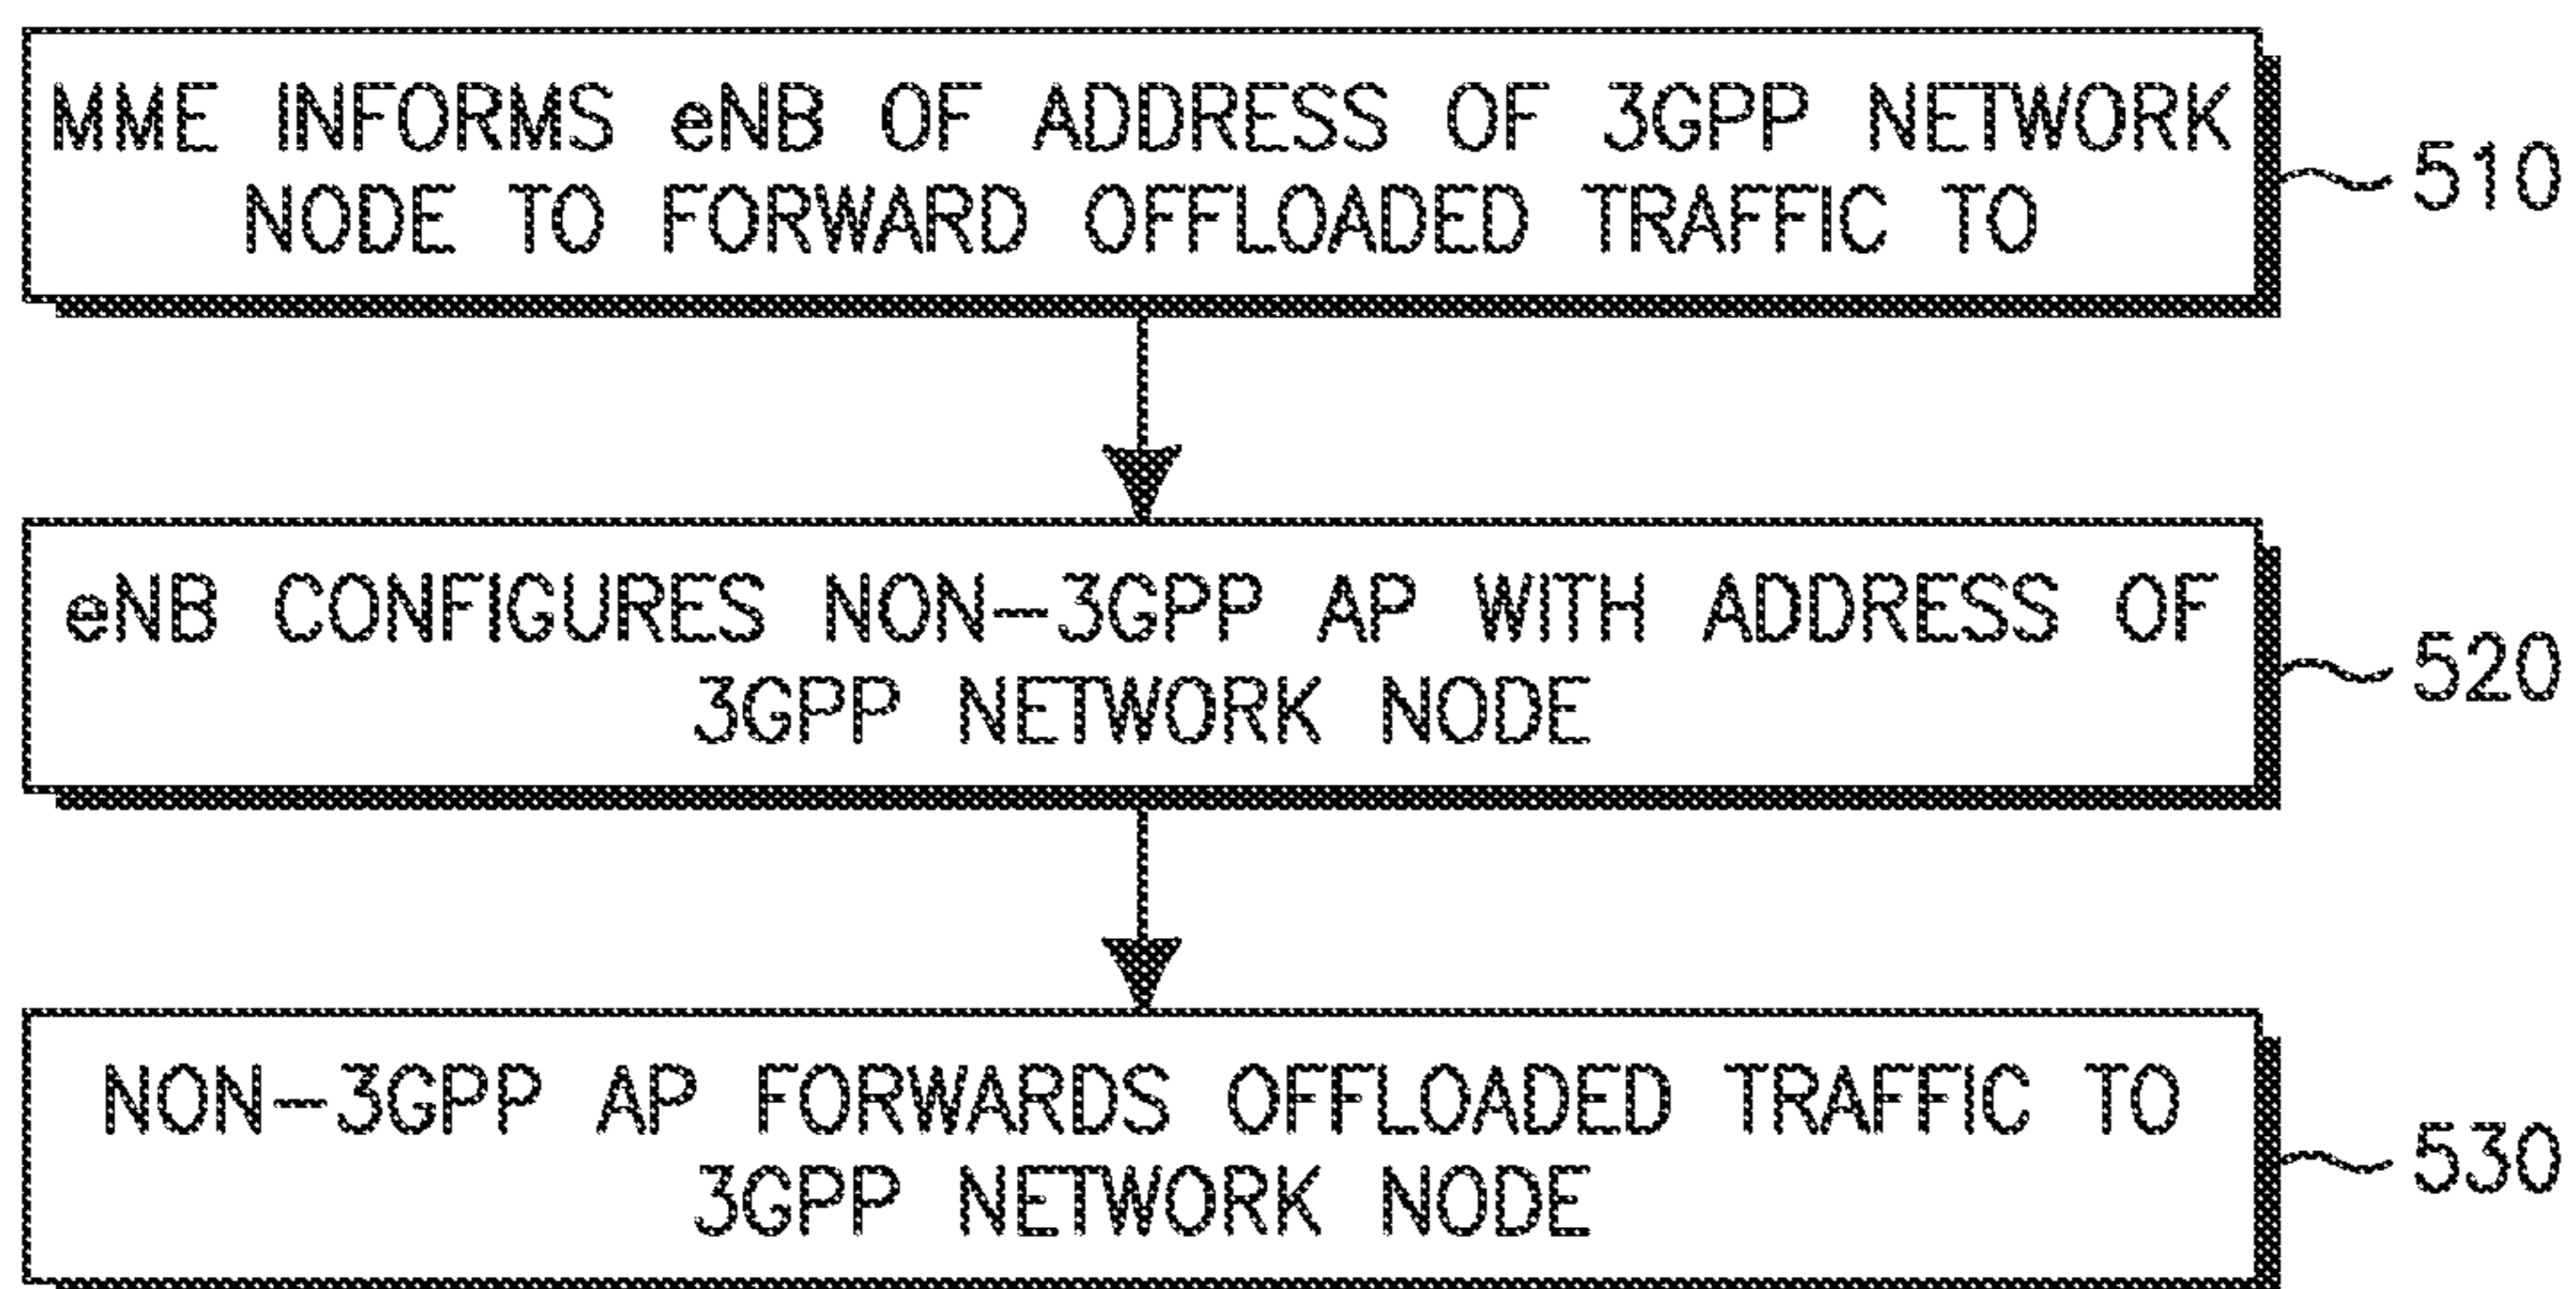 MME INFORMS eNB OF ADDRESS OF 3GPP NETWORK
NODE TO FORWARD OFFLOADED TRAFFIC TO
510
eNB CONFIGURES NON-3GPP AP WITH ADDRESS OF
3GPP NETWORK NODE
520
NON-3GPP AP FORWARDS OFFLOADED TRAFFIC TO
3GPP NETWORK NODE
530